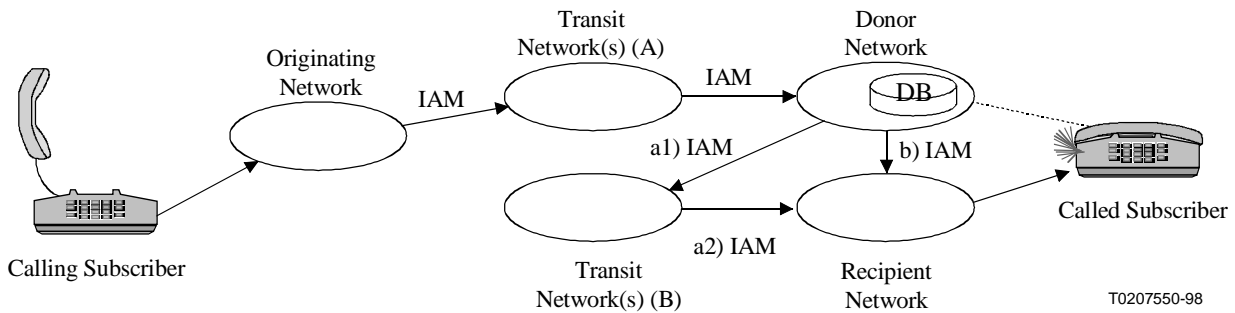 Transit
Network(s) (A)
Donor
Network
Originating
Network
IAM
IAM
DB
a1) IAM
b) IAM
a2) IAM
Calling Subscriber
Called Subscriber
Transit
Network(s) (B)
Recipient
Network
T0207550-98